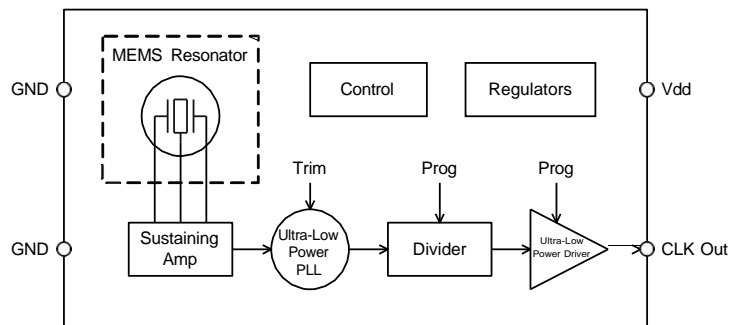 MEMS Resonator
GND
Control
Regulators
Vdd
Trim
Prog
Prog
GND
Sustaining
Amp
Ultra-Low
Power
PLL
Divider
Ultra-Low
Power Driver
CLK Out